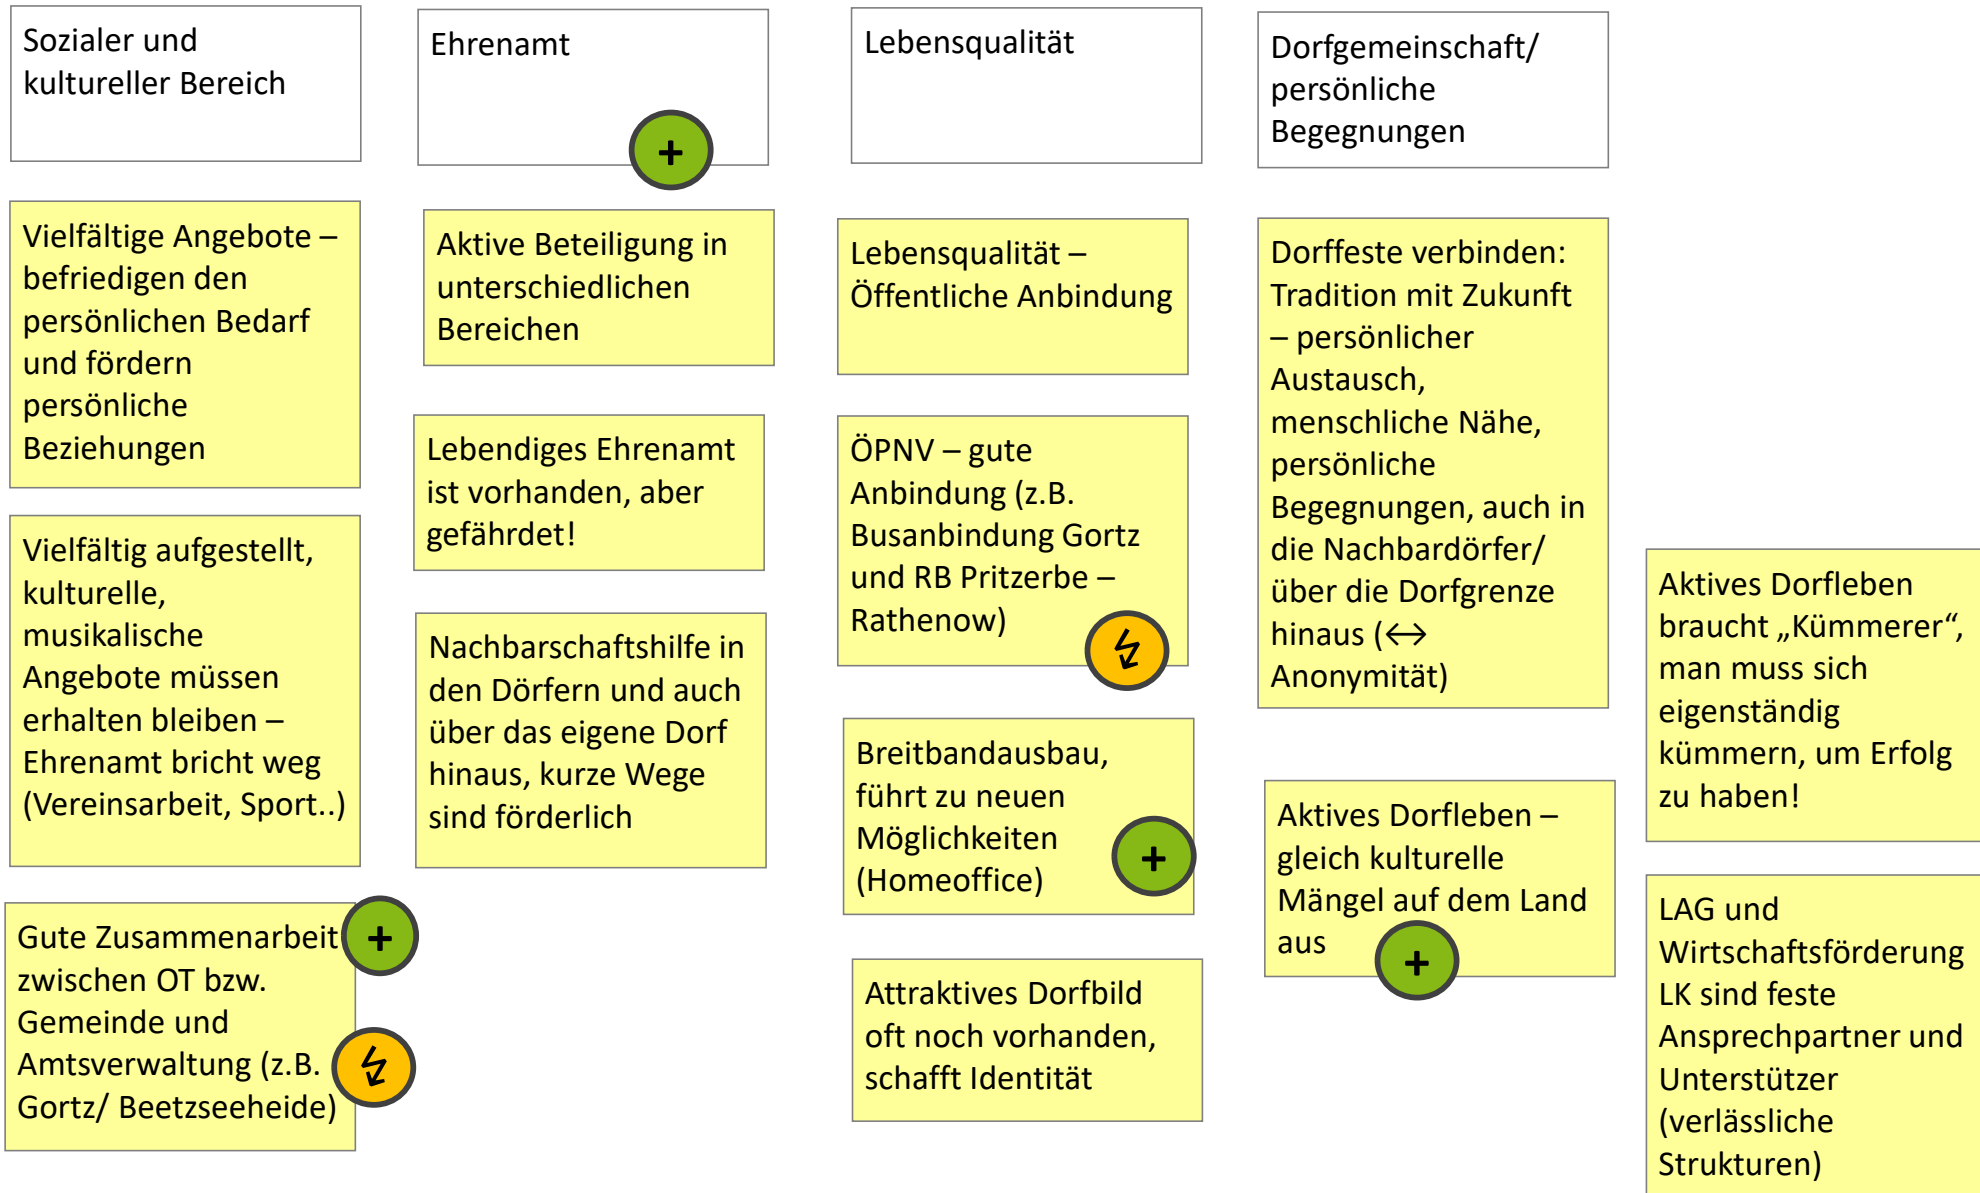 Sozialer und
kultureller Bereich
Vielfältige Angebote –
befriedigen den
persönlichen Bedarf
und fördern
persönliche
Beziehungen
Vielfältig aufgestellt,
kulturelle,
musikalische
Angebote müssen
erhalten bleiben –
Ehrenamt bricht weg
(Vereinsarbeit, Sport..)
Gute Zusammenarbeit
zwischen OT bzw.
Gemeinde und
Amtsverwaltung (z.B.
Gortz/ Beetzseeheide)
+
Ehrenamt
+
Aktive Beteiligung in
unterschiedlichen
Bereichen
Lebendiges Ehrenamt
ist vorhanden, aber
gefährdet!
Nachbarschaftshilfe in
den Dörfern und auch
über das eigene Dorf
hinaus, kurze Wege
sind förderlich
Lebensqualität
Lebensqualität –
Öffentliche Anbindung
ÖPNV – gute
Anbindung (z.B.
Busanbindung Gortz
und RB Pritzerbe –
Rathenow)
Breitbandausbau,
führt zu neuen
Möglichkeiten
(Homeoffice)
+
Attraktives Dorfbild
oft noch vorhanden,
schafft Identität
Dorfgemeinschaft/
persönliche
Begegnungen
Dorffeste verbinden:
Tradition mit Zukunft
– persönlicher
Austausch,
menschliche Nähe,
persönliche
Begegnungen, auch in
die Nachbardörfer/
über die Dorfgrenze
hinaus (↔
Anonymität)
Aktives Dorfleben –
gleich kulturelle
Mängel auf dem Land
aus
+
Aktives Dorfleben
braucht „Kümmerer“,
man muss sich
eigenständig
kümmern, um Erfolg
zu haben!
LAG und
Wirtschaftsförderung
LK sind feste
Ansprechpartner und
Unterstützer
(verlässliche
Strukturen)